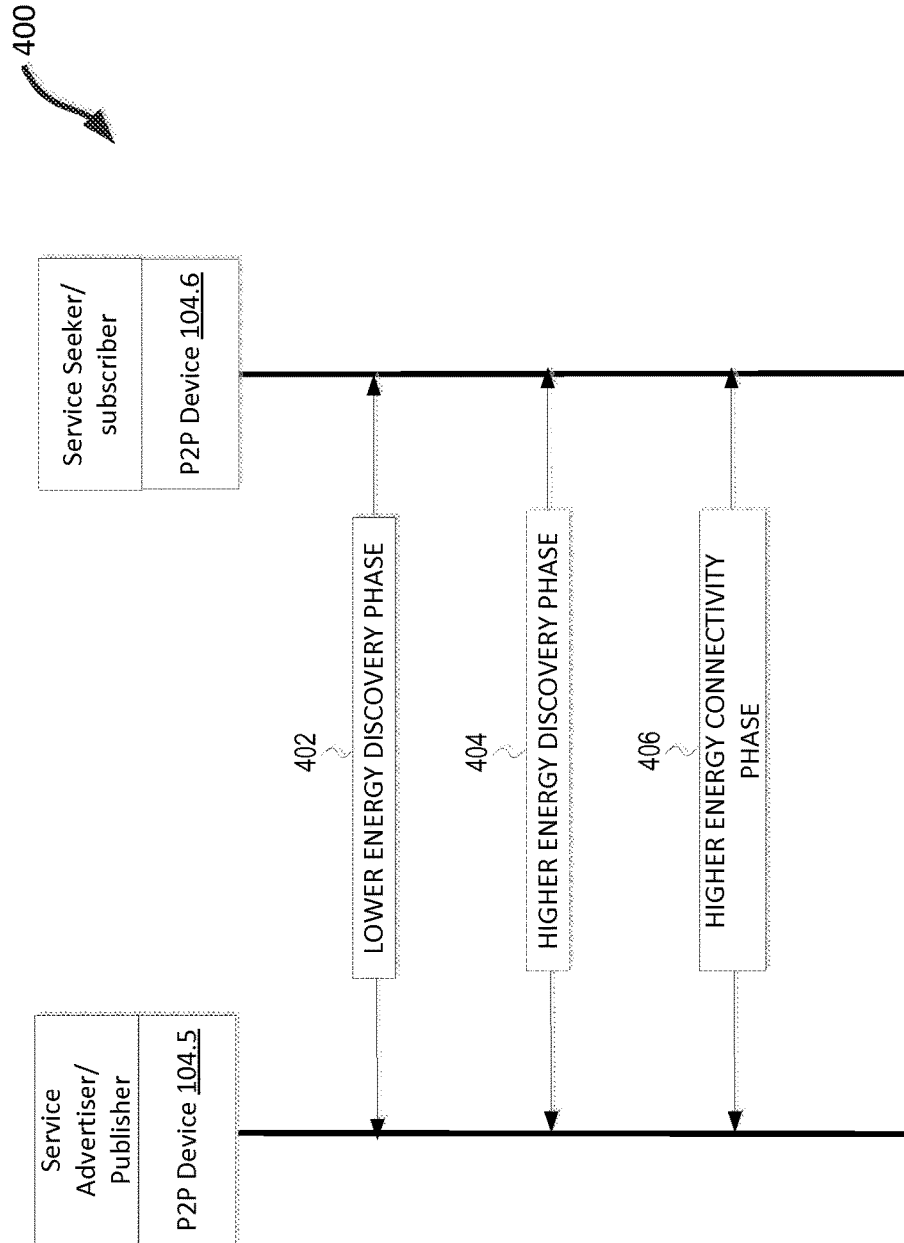 400
Service
Advertiser/
Publisher
P2P Device 104.5
Service Seeker/
subscriber
P2P Device 104.6
402
LOWER ENERGY DISCOVERY PHASE
404
HIGHER ENERGY DISCOVERY PHASE
406
HIGHER ENERGY CONNECTIVITY
PHASE